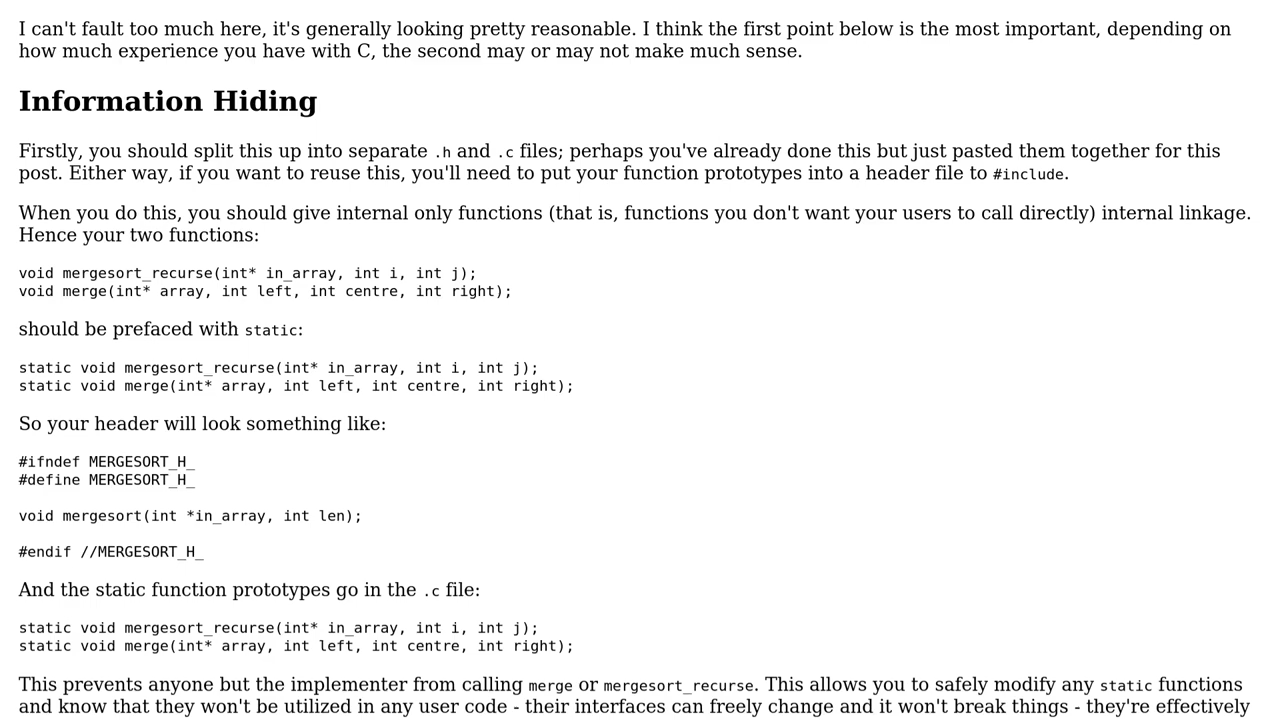 I can't fault too much here, it's generally looking pretty reasonable. I think the first point below is the most important, depending on
how much experience you have with C, the second may or may not make much sense.
Information Hiding
Firstly, you should split this up into separate .h and .c files; perhaps you've already done this but just pasted them together for this
post. Either way, if you want to reuse this, you'll need to put your function prototypes into a header file to #include.
When you do this, you should give internal only functions (that is, functions you don't want your users to call directly) internal linkage.
Hence your two functions:
void mergesort_recurse(int* in_array, int i, int j);
void merge(int* array, int left, int centre, int right);
should be prefaced with static:
static void mergesort_recurse(int* in_array, int i, int j);
static void merge(int* array, int left, int centre, int right);
So your header will look something like:
#ifndef MERGESORT_H_
#define MERGESORT_H_
void mergesort(int *in_array, int len);
#endif //MERGESORT_H_
And the static function prototypes go in the .c file:
static void mergesort_recurse(int* in_array, int i, int j);
static void merge(int* array, int left, int centre, int right);
This prevents anyone but the implementer from calling merge or mergesort_recurse. This allows you to safely modify any static functions
and know that they won't be utilized in any user code - their interfaces can freely change and it won't break things - they're effectively